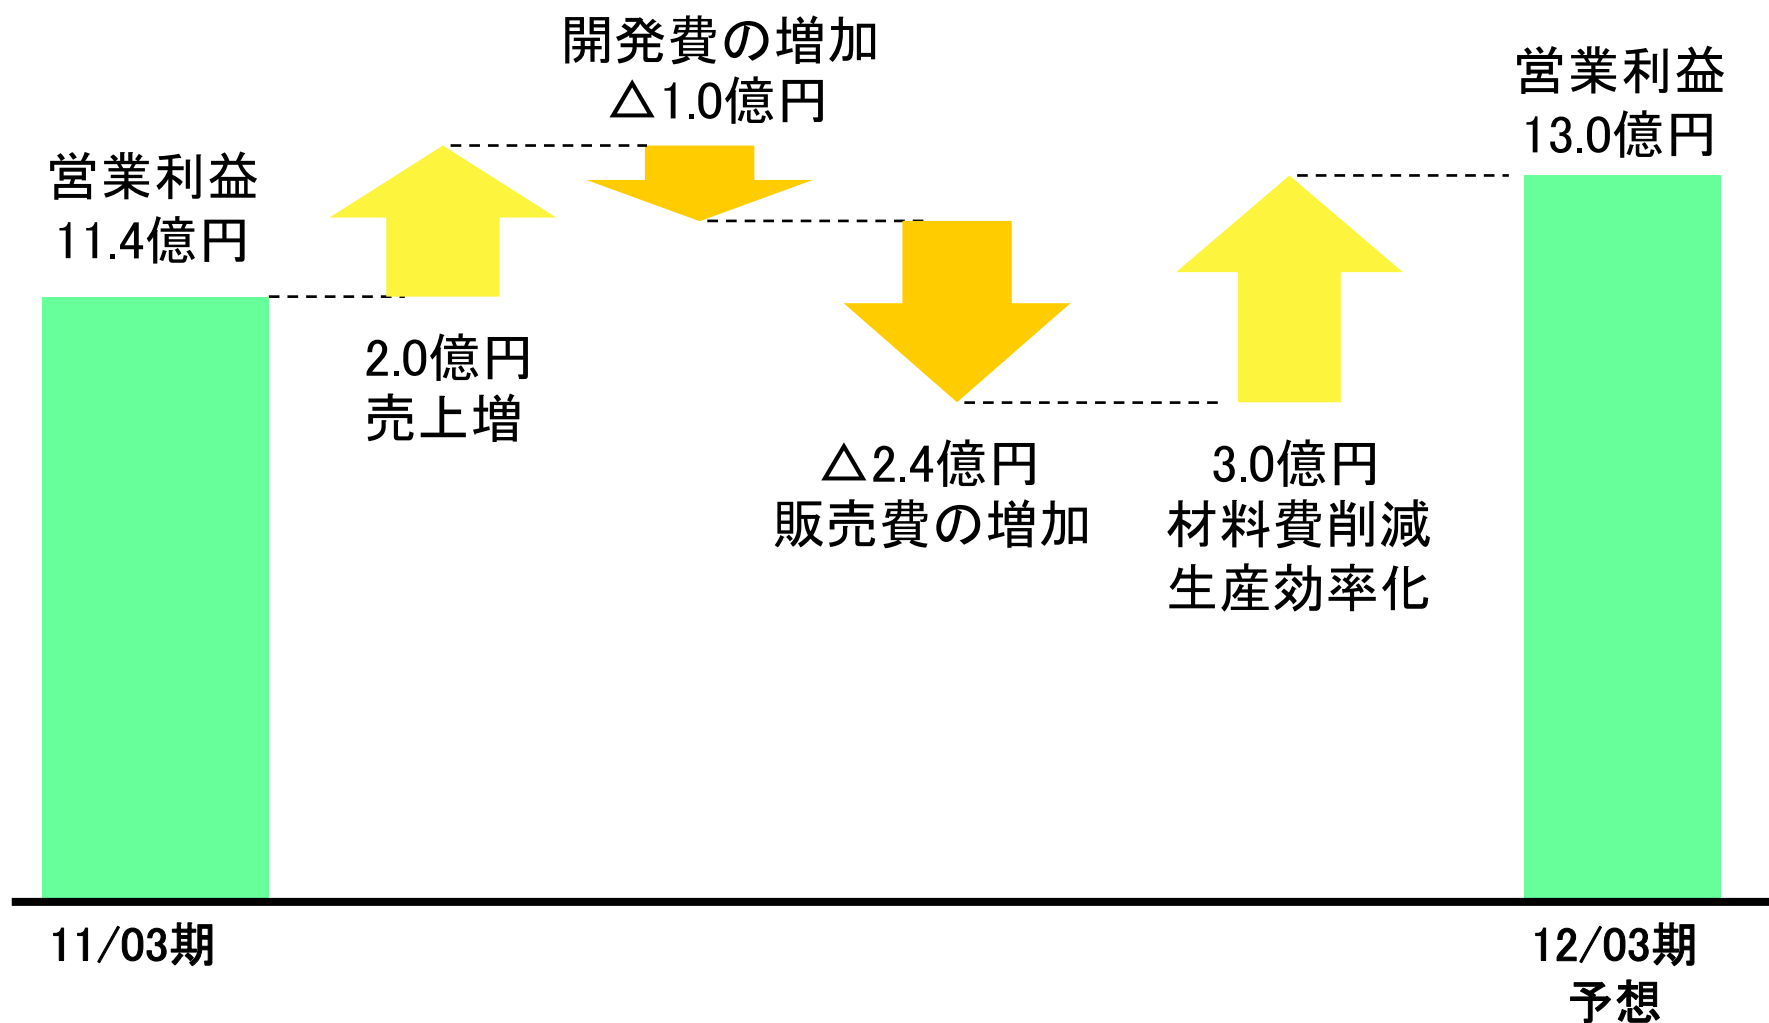 営業利益
11.4億円
2.0億円
売上増
開発費の増加
△1.0億円
△2.4億円
販売費の増加
3.0億円
材料費削減
生産効率化
営業利益
13.0億円
11/03期
12/03期
予想